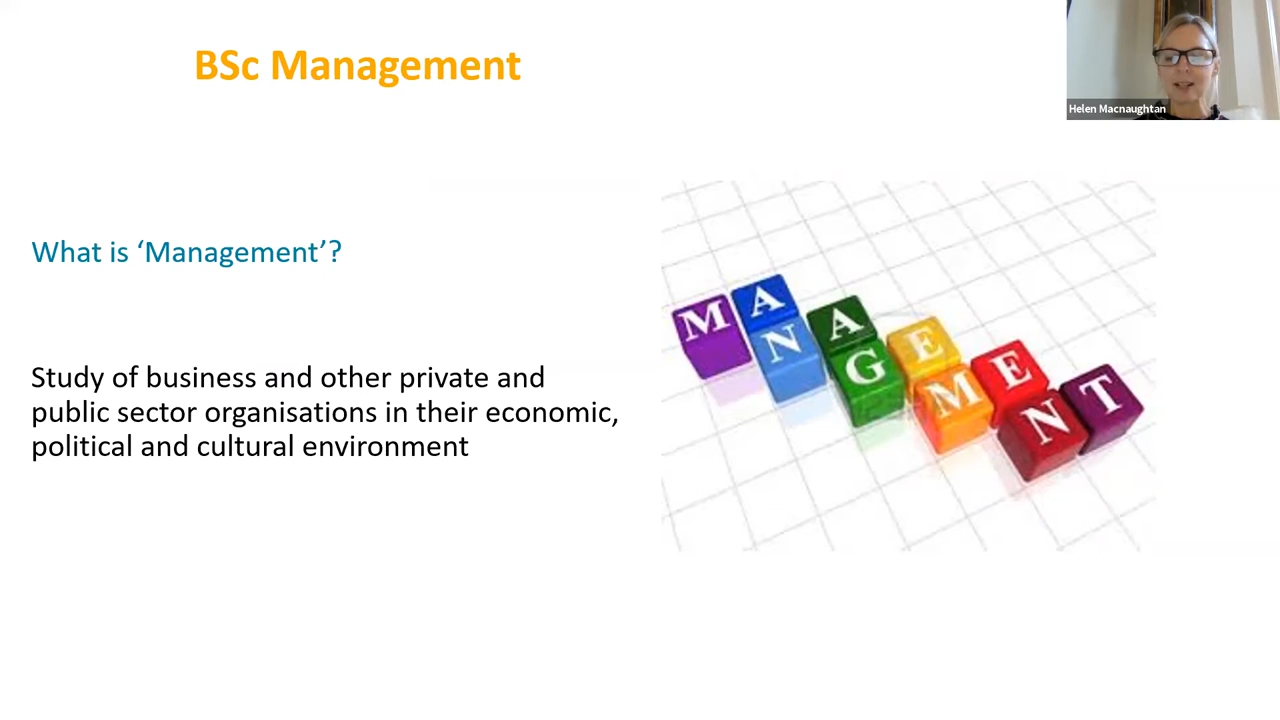 BSc Management
Helen Macnaughtan
What is ‘Management’?
Study of business and other private and
public sector organisations in their economic,
political and cultural environment
MANAGEMENT